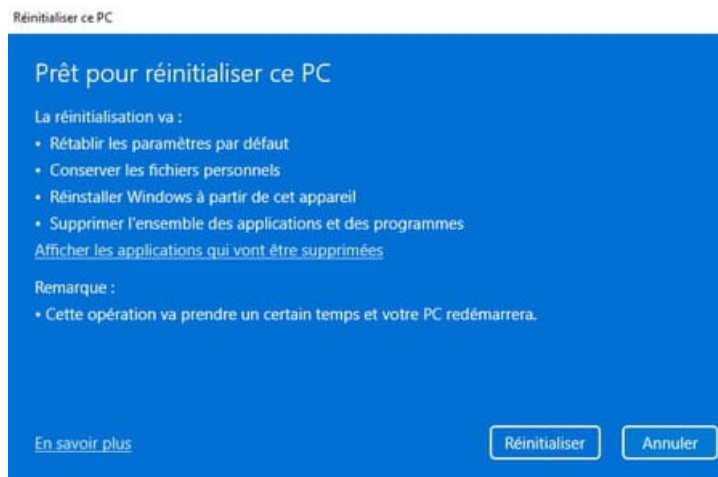 Réinitialiser ce PC
Prêt pour réinitialiser ce PC
La réinitialisation va :
• Rétablir les paramètres par défaut
• Conserver les fichiers personnels
• Réinstaller Windows à partir de cet appareil
• Supprimer l'ensemble des applications et des programmes
Afficher les applications qui vont être supprimées
Remarque :
• Cette opération va prendre un certain temps et votre PC redémarrera.
En savoir plus
Réinitialiser
Annuler